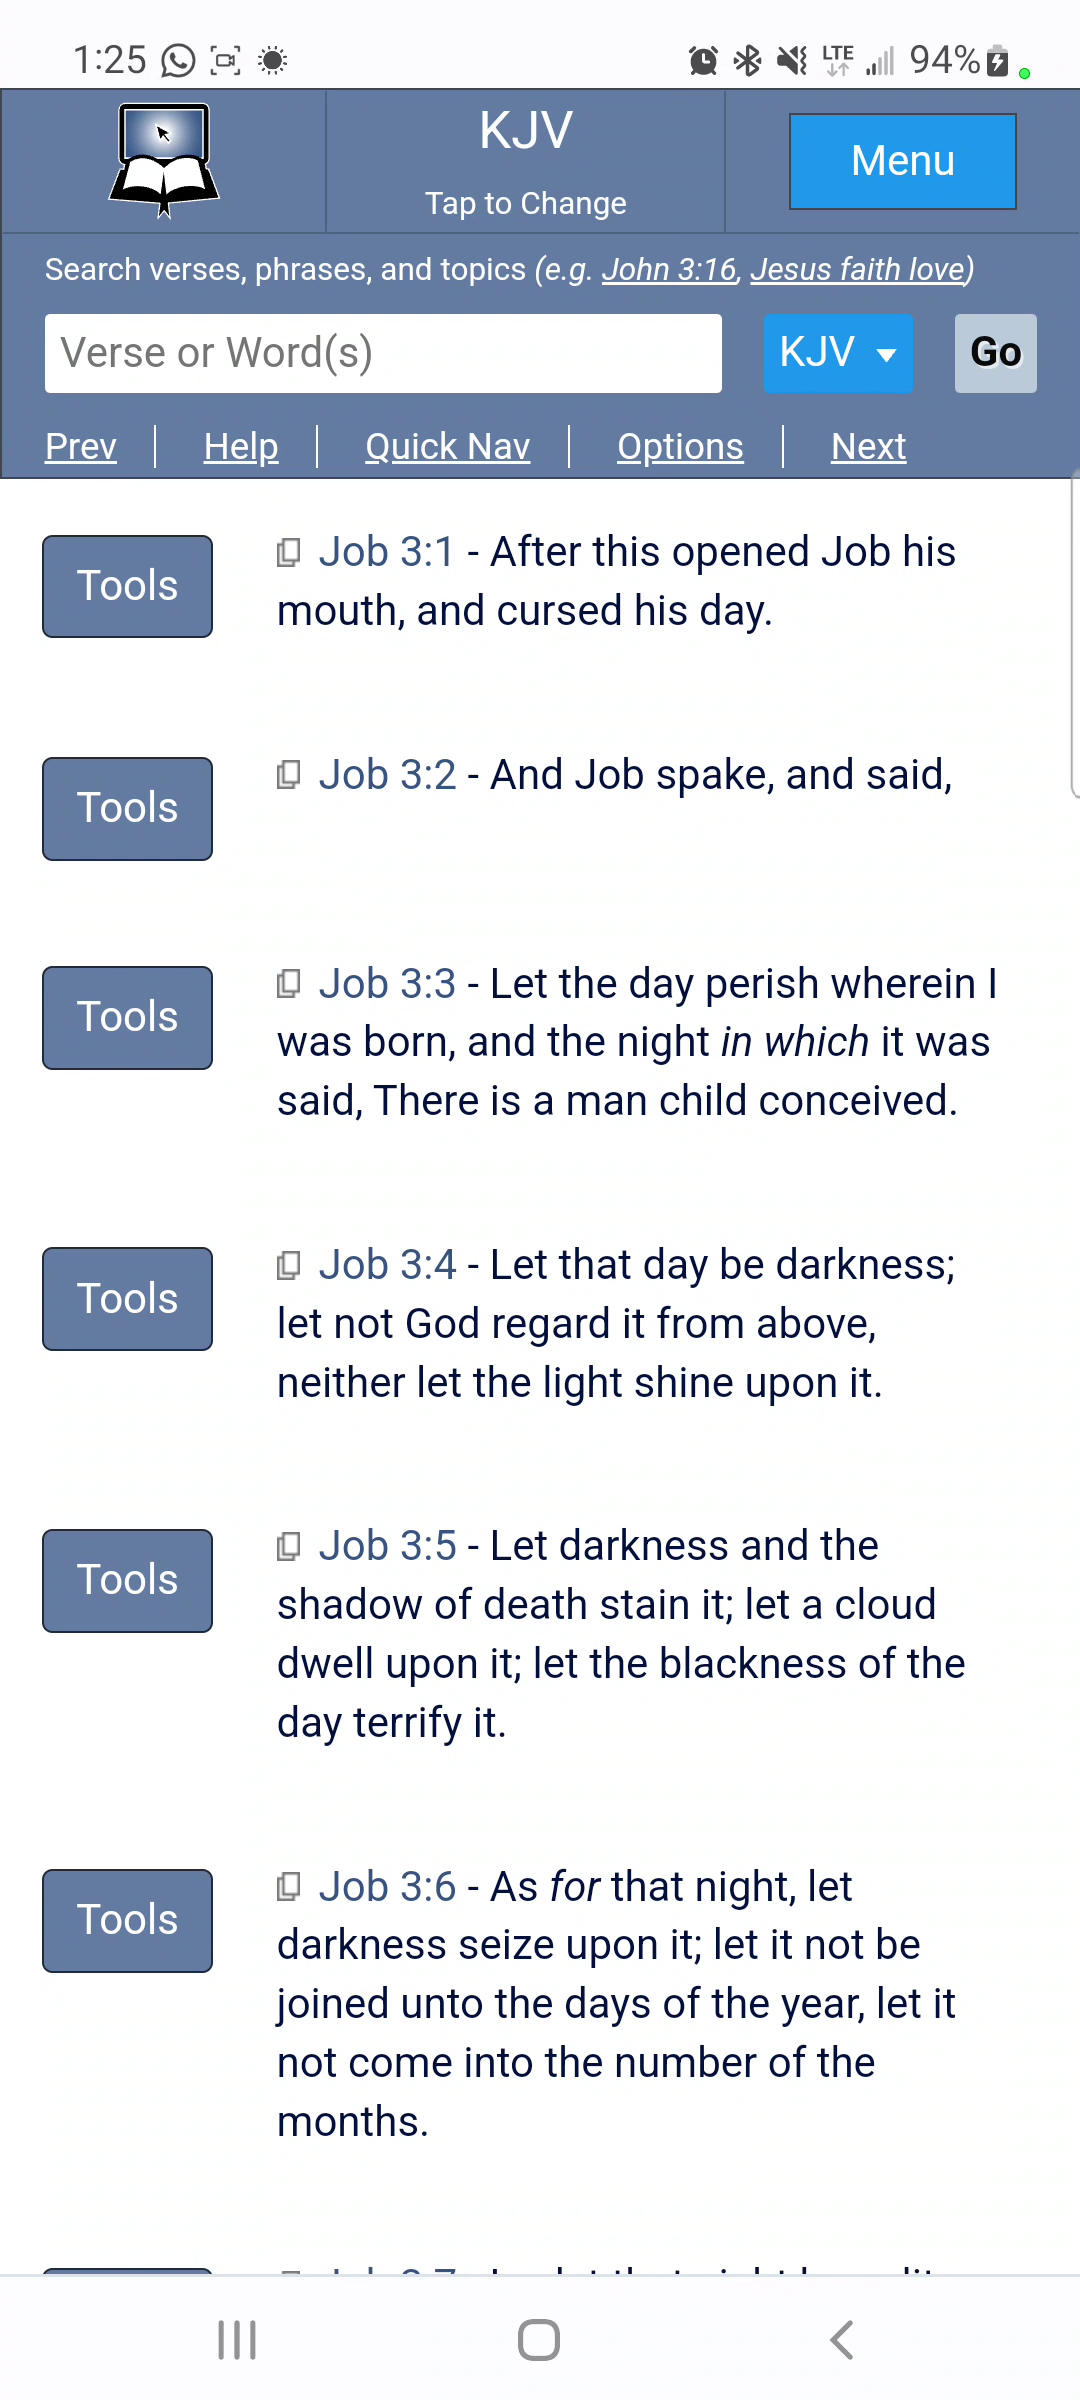 1:25 LTE 94%
KJV
Tap to Change
Menu
Search verses, phrases, and topics (e.g. John 3:16, Jesus faith love)
Verse or Word(s) KJV Go
Prev Help Quick Nav Options Next
Tools
Job 3:1 - After this opened Job his
mouth, and cursed his day.
Tools
Job 3:2 - And Job spake, and said,
Tools
Job 3:3 - Let the day perish wherein I
was born, and the night in which it was
said, There is a man child conceived.
Tools
Job 3:4 - Let that day be darkness;
let not God regard it from above,
neither let the light shine upon it.
Tools
Job 3:5 - Let darkness and the
shadow of death stain it; let a cloud
dwell upon it; let the blackness of the
day terrify it.
Tools
Job 3:6 - As for that night, let
darkness seize upon it; let it not be
joined unto the days of the year, let it
not come into the number of the
months.